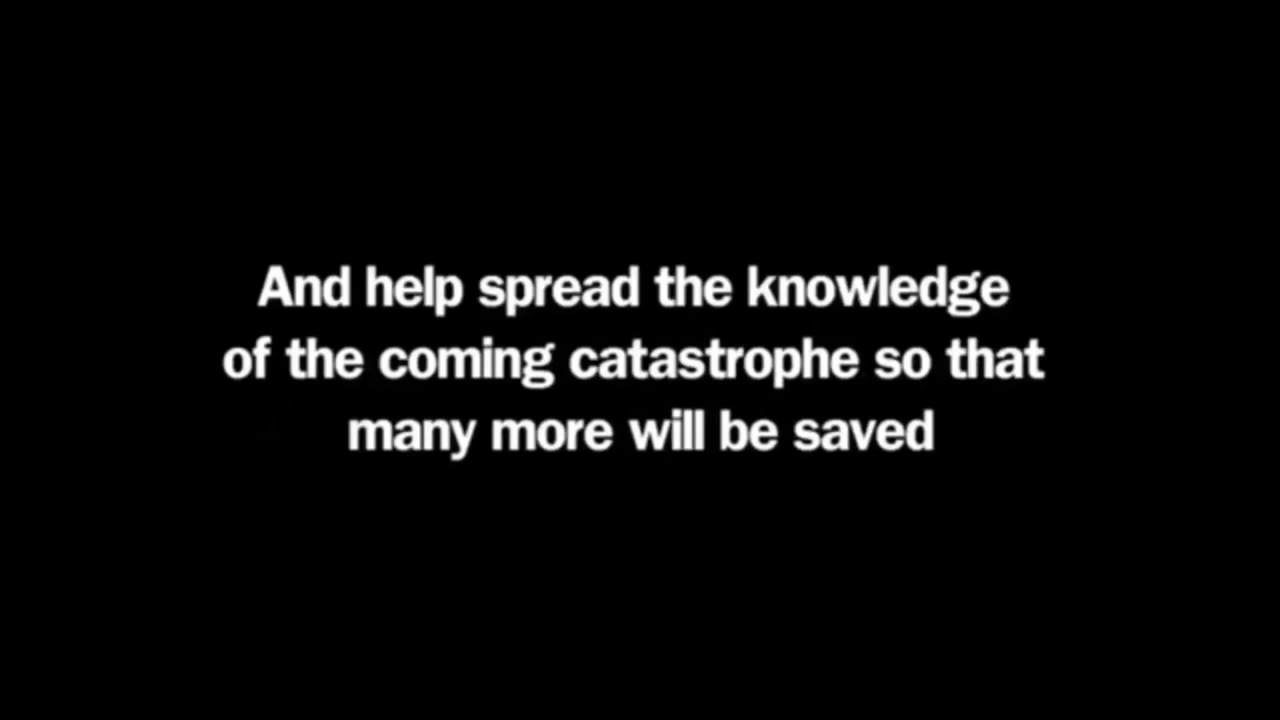 And help spread the knowledge
of the coming catastrophe so that
many more will be saved